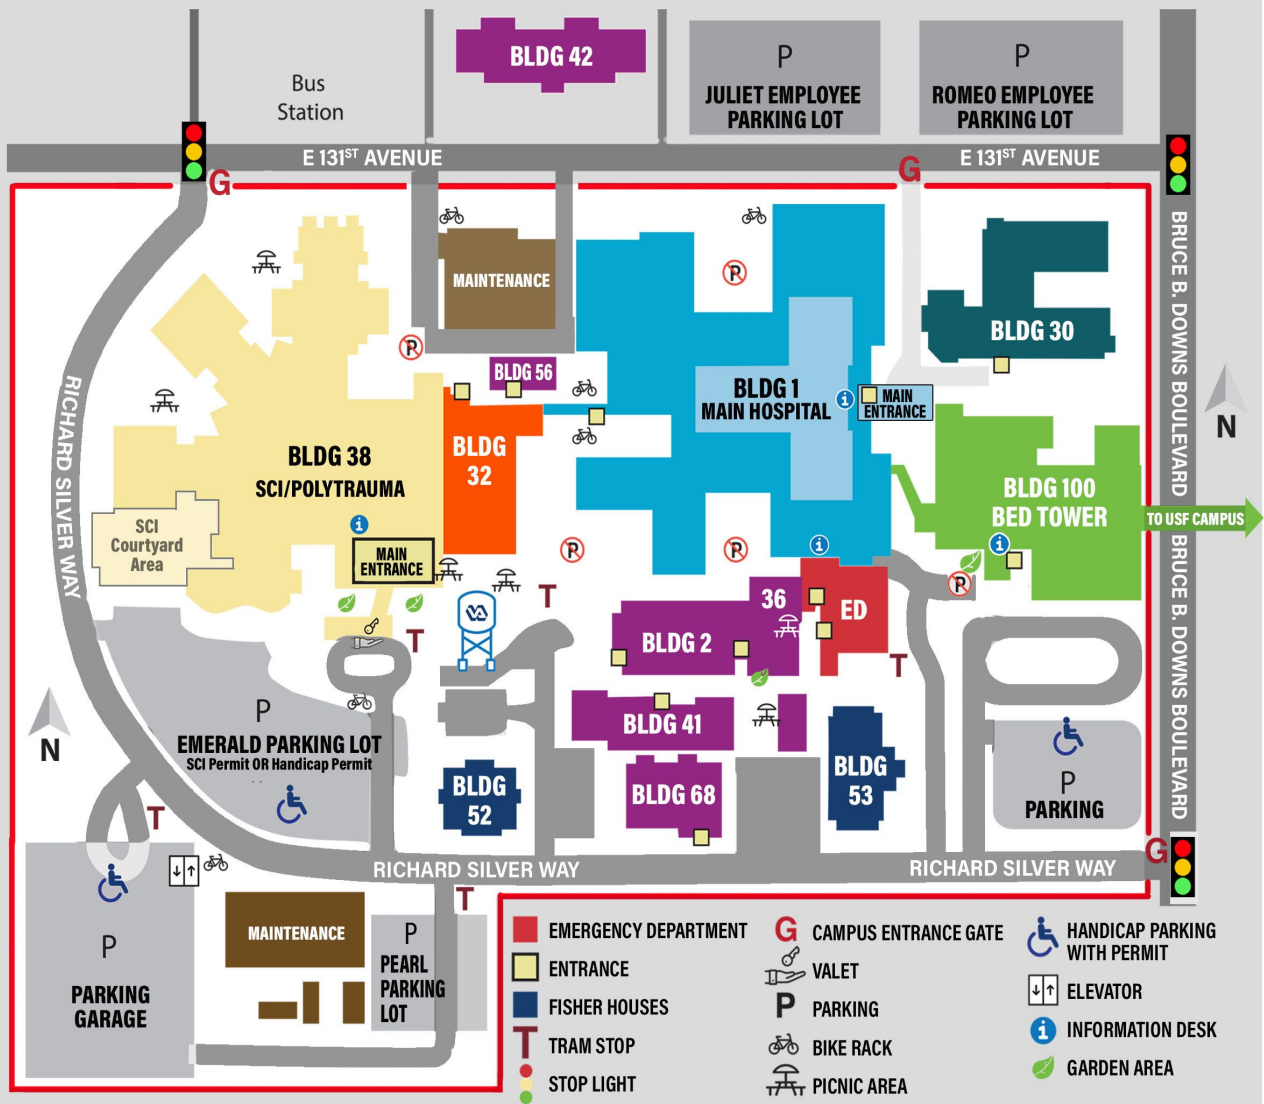 BLDG 42
P
JULIET EMPLOYEE
PARKING LOT
P
ROMEO EMPLOYEE
PARKING LOT
Bus
Station
E 131ST AVENUE
E 131ST AVENUE
G
G
BRUCE B. DOWNS BOULEVARD
BRUCE B. DOWNS BOULEVARD
RICHARD SILVER WAY
MAINTENANCE
P
P
BLDG 30
BLDG 56
BLDG 1
MAIN HOSPITAL
i
MAIN
ENTRANCE
N
BLDG
32
BLDG 38
SCI/POLYTRAUMA
i
MAIN
ENTRANCE
SCI
Courtyard
Area
BLDG 100
BED TOWER
i
TO USF CAMPUS
P
P
i
P
T
T
VA
36
ED
BLDG 2
T
N
P
EMERALD PARKING LOT
SCI Permit OR Handicap Permit
BLDG 41
BLDG
52
BLDG 68
BLDG
53
P
PARKING
T
G
RICHARD SILVER WAY
RICHARD SILVER WAY
T
P
PARKING
GARAGE
MAINTENANCE
P
PEARL
PARKING
LOT
EMERGENCY DEPARTMENT
ENTRANCE
FISHER HOUSES
T TRAM STOP
STOP LIGHT
G CAMPUS ENTRANCE GATE
VALET
P PARKING
BIKE RACK
PICNIC AREA
HANDICAP PARKING
WITH PERMIT
ELEVATOR
i INFORMATION DESK
GARDEN AREA